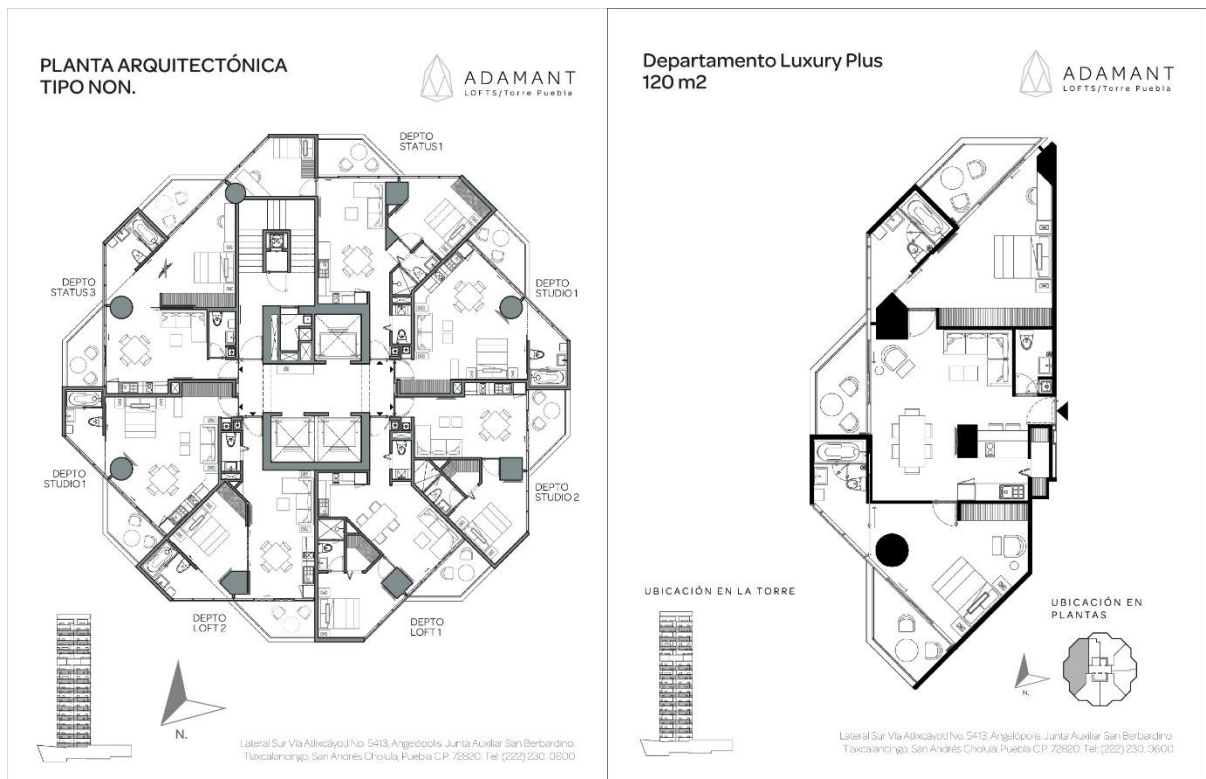 PLANTA ARQUITECTÓNICA
TIPO NON.
ADAMANT
LOFTS/Torre Puebla
DEPTO
STATUS 1
DEPTO
STATUS 3
DEPTO
STUDIO 1
DEPTO
STUDIO 1
DEPTO
STUDIO 2
DEPTO
LOFT 2
DEPTO
LOFT 1
N.
Lateral Sur Vía Atlixcáyotl No. 5413, Angelópolis. Junta Auxiliar San Berbardino.
Tlaxcalancingo, San Andrés Cholula, Puebla C.P. 72820. Tel: (222) 230. 0600
Departamento Luxury Plus
120 m2
ADAMANT
LOFTS/Torre Puebla
UBICACIÓN EN LA TORRE
UBICACIÓN EN
PLANTAS
N.
Lateral Sur Vía Atlixcáyotl No. 5413, Angelópolis. Junta Auxiliar San Berbardino.
Tlaxcalancingo, San Andrés Cholula, Puebla C.P. 72820. Tel: (222) 230. 0600